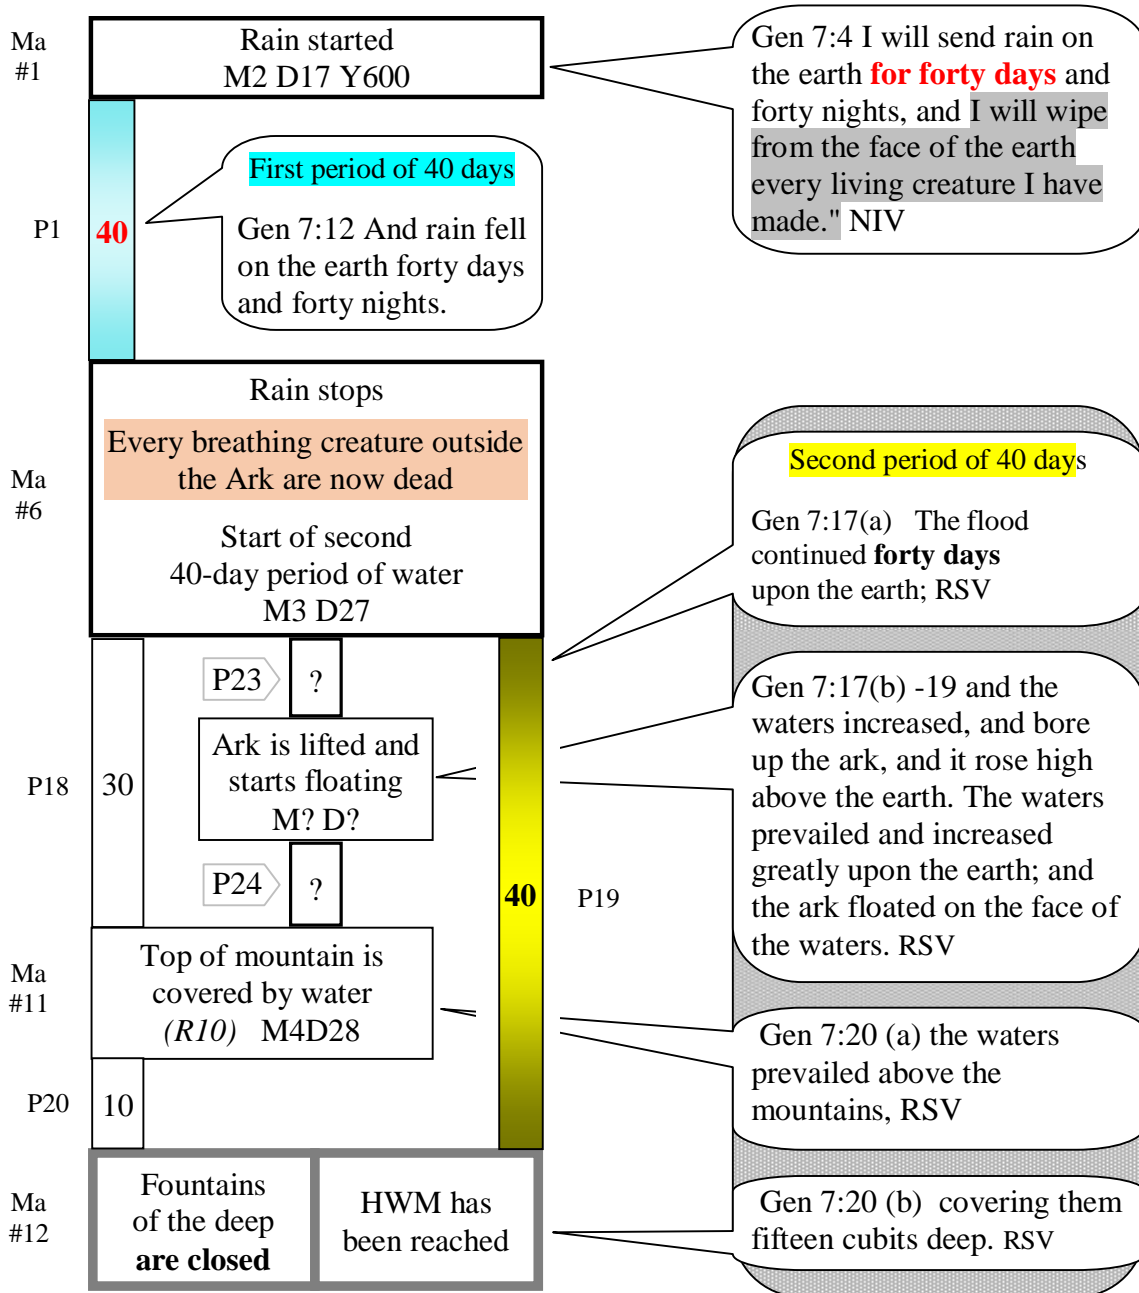 Ma
#1
Rain started
M2 D17 Y600
Gen 7:4 I will send rain on
the earth for forty days and
forty nights, and I will wipe
from the face of the earth
every living creature I have
made." NIV
P1
40
First period of 40 days
Gen 7:12 And rain fell
on the earth forty days
and forty nights.
Ma
#6
Rain stops
Every breathing creature outside
the Ark are now dead
Start of second
40-day period of water
M3 D27
Second period of 40 days
Gen 7:17(a) The flood
continued forty days
upon the earth; RSV
P23
?
P18
30
Ark is lifted and
starts floating
M? D?
P24
?
40
P19
Gen 7:17(b) -19 and the
waters increased, and bore
up the ark, and it rose high
above the earth. The waters
prevailed and increased
greatly upon the earth; and
the ark floated on the face of
the waters. RSV
Ma
#11
Top of mountain is
covered by water
(R10) M4D28
Gen 7:20 (a) the waters
prevailed above the
mountains, RSV
P20
10
Ma
#12
Fountains
of the deep
are closed
HWM has
been reached
Gen 7:20 (b) covering them
fifteen cubits deep. RSV